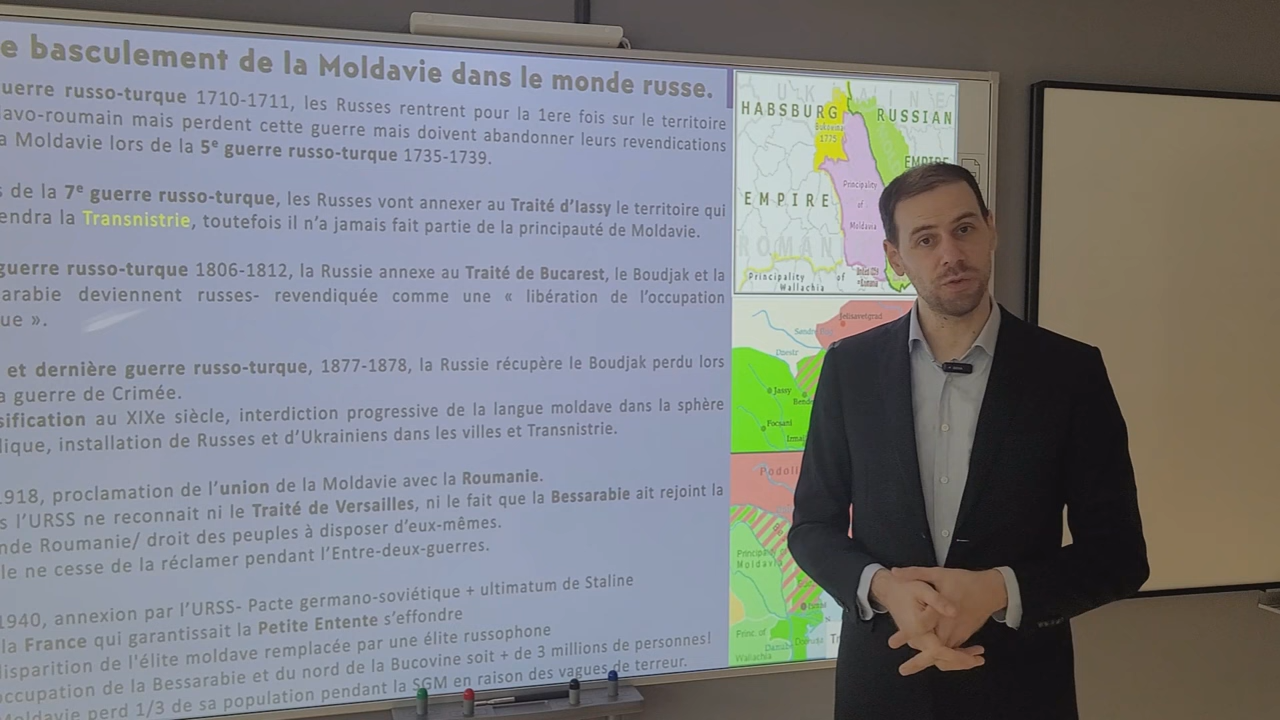 e basculement de la Moldavie dans le monde russe.
uerre russo-turque 1710-1711, les Russes rentrent pour la 1ere fois sur le territoire
lavo-roumain mais perdent cette guerre mais doivent abandonner leurs revendications
a Moldavie lors de la 5e guerre russo-turque 1735-1739.
s de la 7e guerre russo-turque, les Russes vont annexer au Traité d'Iassy le territoire qui
endra la Transnistrie, toutefois il n'a jamais fait partie de la principauté de Moldavie.
guerre russo-turque 1806-1812, la Russie annexe au Traité de Bucarest, le Boudjak et la
arabie deviennent russes- revendiquée comme une « libération de l'occupation
ue ».
et dernière guerre russo-turque, 1877-1878, la Russie récupère le Boudjak perdu lors
a guerre de Crimée.
sification au XIXe siècle, interdiction progressive de la langue moldave dans la sphère
lique, installation de Russes et d'Ukrainiens dans les villes et Transnistrie.
1918, proclamation de l'union de la Moldavie avec la Roumanie.
s l'URSS ne reconnait ni le Traité de Versailles, ni le fait que la Bessarabie ait rejoint la
nde Roumanie/ droit des peuples à disposer d'eux-mêmes.
le ne cesse de la réclamer pendant l'Entre-deux-guerres.
1940, annexion par l'URSS- Pacte germano-soviétique + ultimatum de Staline
la France qui garantissait la Petite Entente s'effondre
disparition de l'élite moldave remplacée par une élite russophone
occupation de la Bessarabie et du nord de la Bucovine soit + de 3 millions de personnes!
Moldavie perd 1/3 de sa population pendant la SGM en raison des vagues de terreur.
UKRAINE
HABSBURG
RUSSIAN
Bukowina
1775
EMPIRE
EMPIRE
Principality
of
Moldavia
ROMAN
Principality of
Wallachia
Jelisavetgrad
Jassy
Bende
Focsani
Ismai
Podoli
Princip
Moldavia
Princ. of
Wallachia
Danube